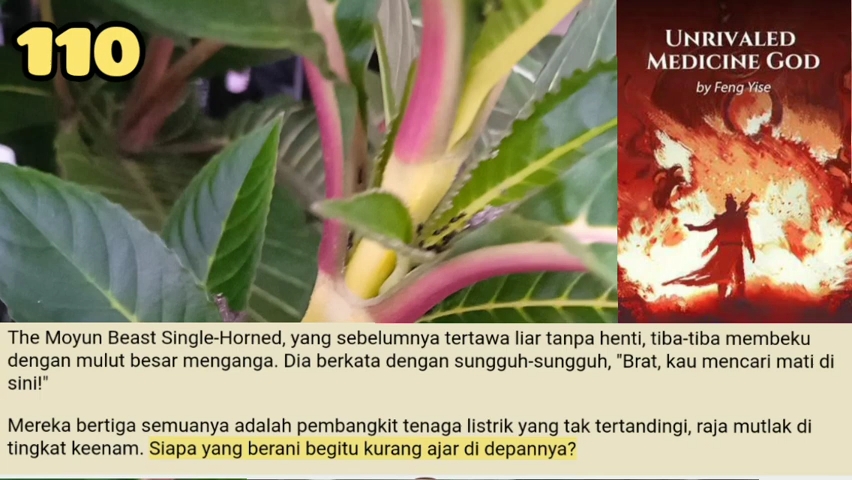 110
UNRIVALED
MEDICINE GOD
by Feng Yise
The Moyun Beast Single-Horned, yang sebelumnya tertawa liar tanpa henti, tiba-tiba membeku
dengan mulut besar menganga. Dia berkata dengan sungguh-sungguh, "Brat, kau mencari mati di
sini!"
Mereka bertiga semuanya adalah pembangkit tenaga listrik yang tak tertandingi, raja mutlak di
tingkat keenam. Siapa yang berani begitu kurang ajar di depannya?